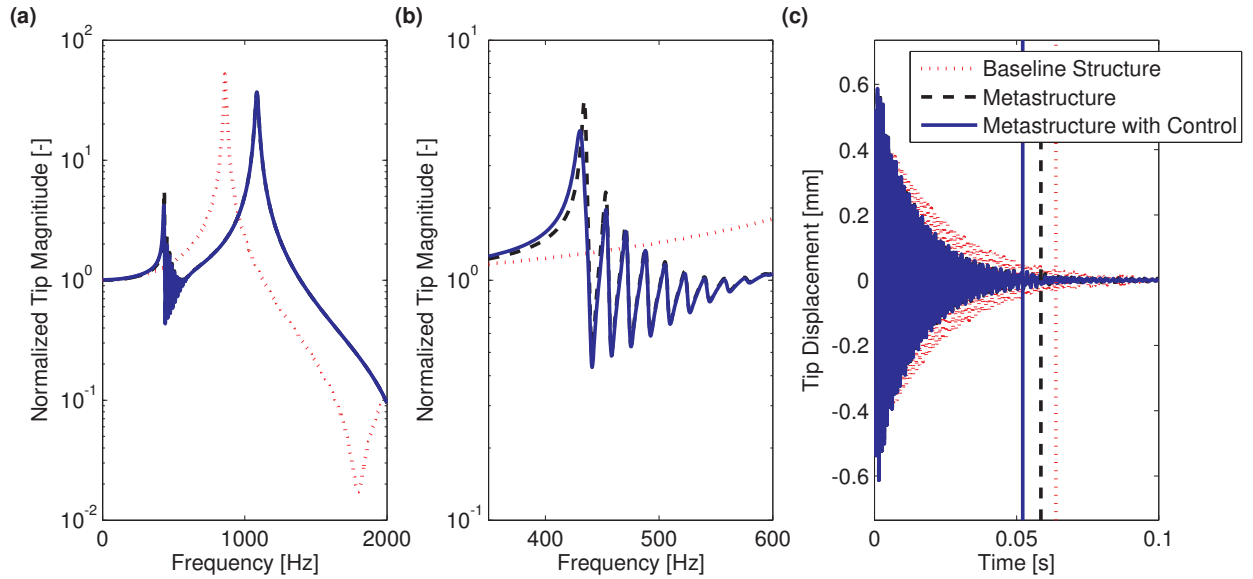 (a)
Normalized Tip Magnitiude [-]
10^2
10^1
10^0
10^-1
10^-2
0
1000
2000
Frequency [Hz]
(b)
Normalized Tip Magnitiude [-]
10^1
10^0
10^-1
400
500
600
Frequency [Hz]
(c)
Tip Displacement [mm]
0.6
0.4
0.2
0
-0.2
-0.4
-0.6
0
0.05
0.1
Time [s]
Baseline Structure
Metastructure
Metastructure with Control